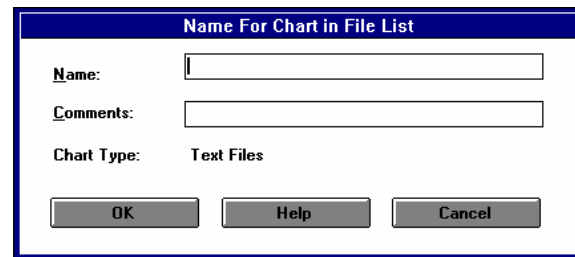 Name For Chart in File List
Name:
Comments:
Chart Type: Text Files
OK Help Cancel